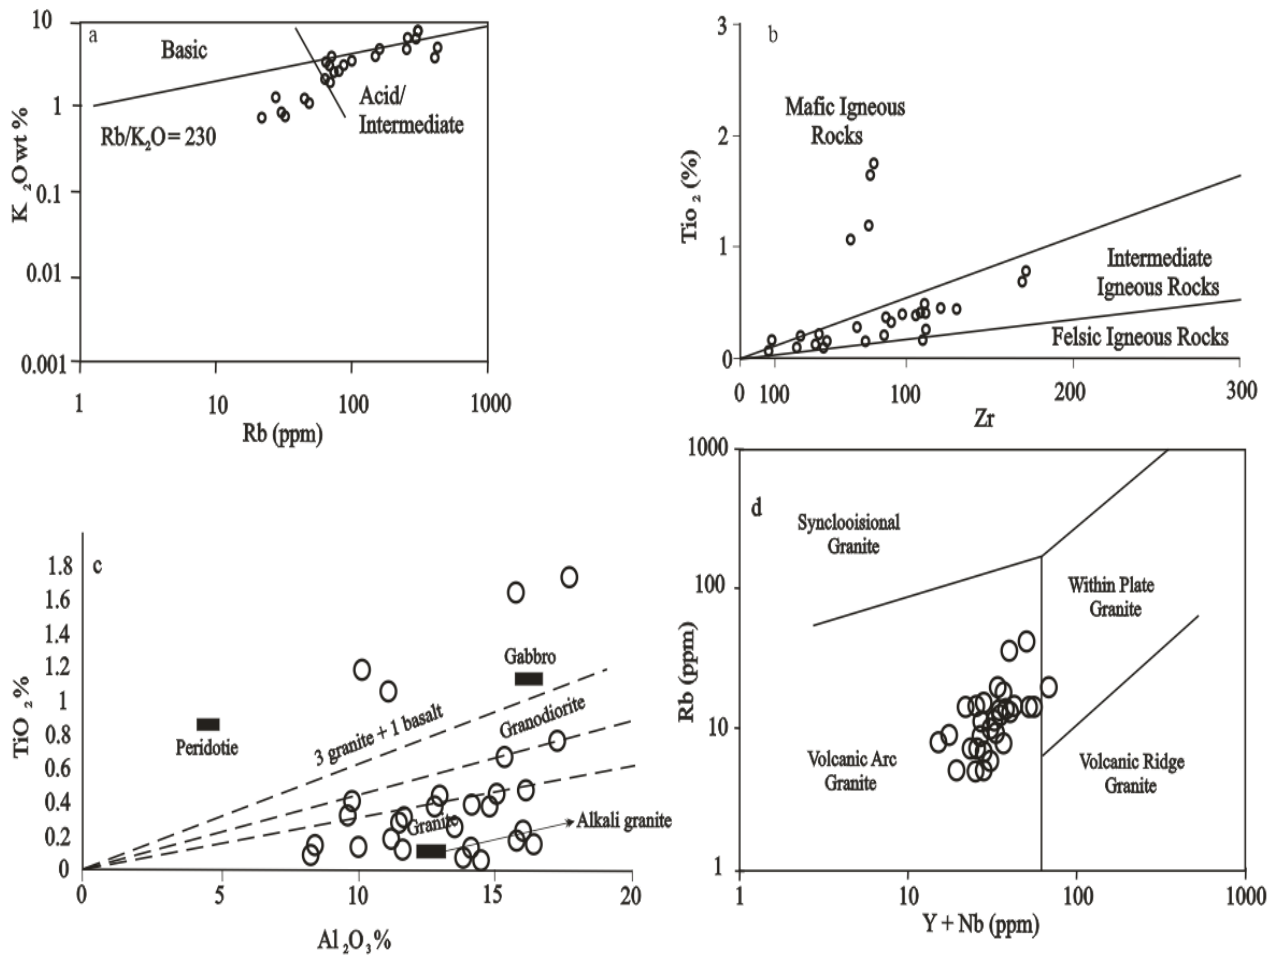 a
10
1
0.1
0.01
0.001
K₂O wt %
Basic
Acid/
Intermediate
Rb/K₂O = 230
1
10
100
1000
Rb (ppm)
b
3
2
1
0
Tio₂ (%)
Mafic Igneous
Rocks
Intermediate
Igneous Rocks
Felsic Igneous Rocks
0
100
100
200
300
Zr
c
1.8
1.6
1.4
1.2
1
0.8
0.6
0.4
0.2
0
TiO₂ %
Gabbro
Peridotie
3 granite + 1 basalt
Granodiorite
Granite
Alkali granite
0
5
10
15
20
Al₂O₃%
d
1000
100
10
1
Rb (ppm)
Synclooisional
Granite
Within Plate
Granite
Volcanic Arc
Granite
Volcanic Ridge
Granite
1
10
100
1000
Y + Nb (ppm)